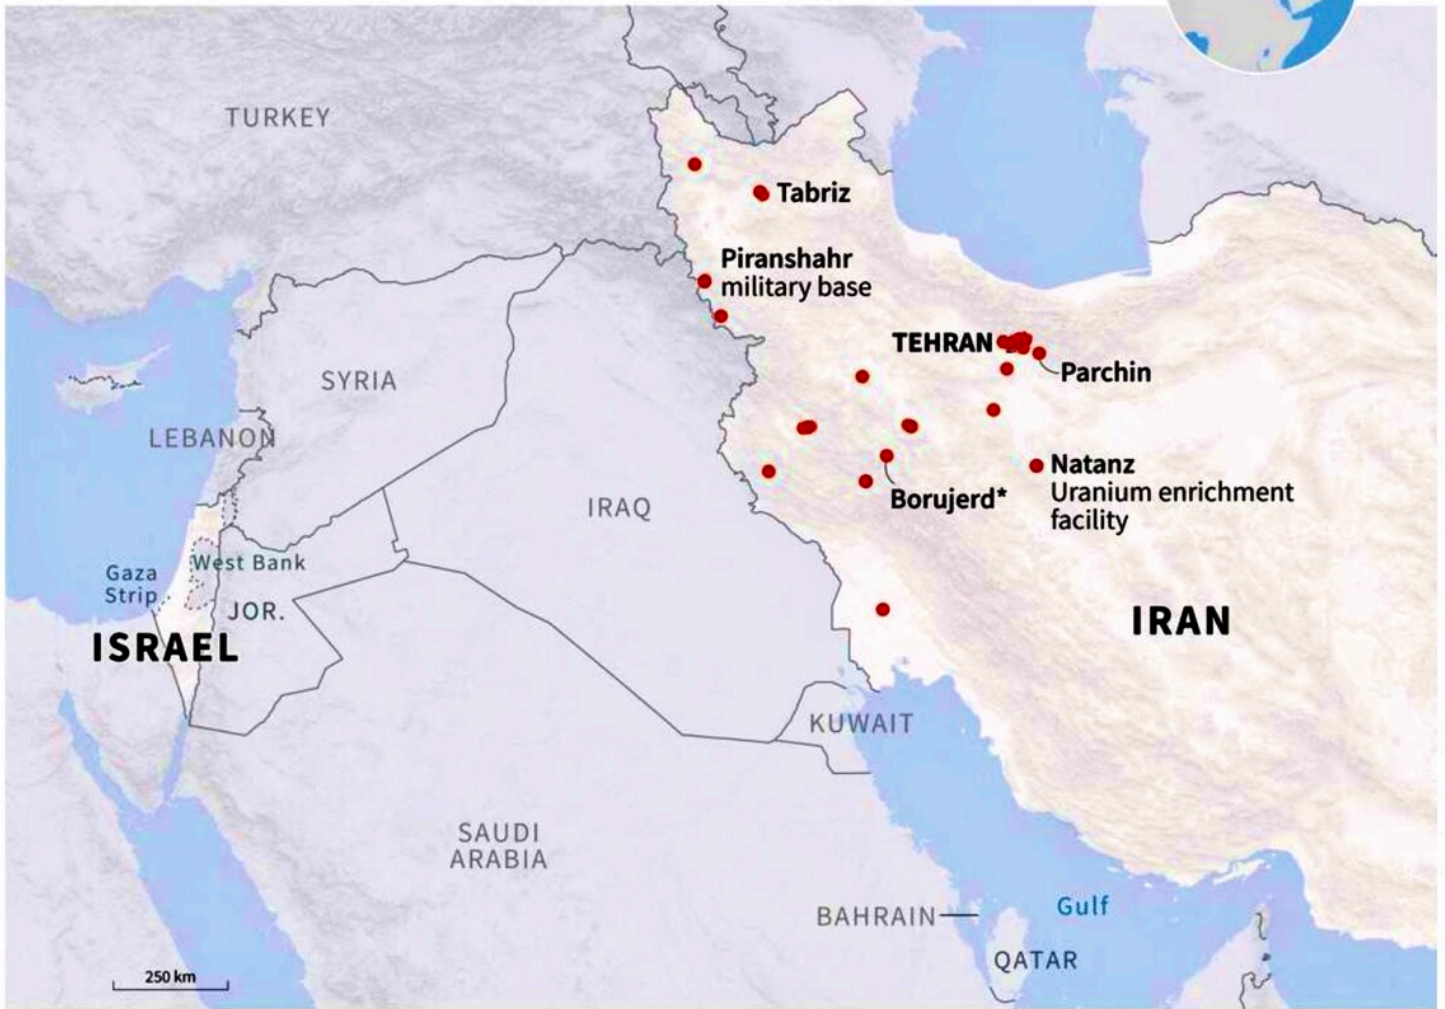 TURKEY
Tabriz
Piranshahr
military base
TEHRAN
Parchin
SYRIA
LEBANON
Natanz
Uranium enrichment
facility
Borujerd*
IRAQ
West Bank
Gaza
Strip
JOR.
ISRAEL
IRAN
KUWAIT
SAUDI
ARABIA
BAHRAIN
Gulf
QATAR
250 km